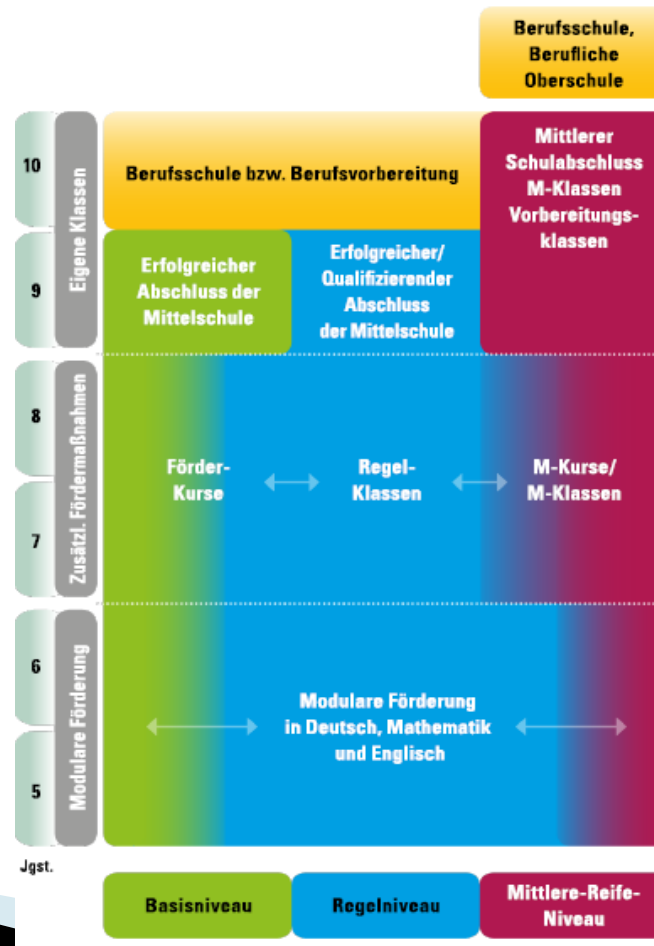 Berufsschule,
Berufliche
Oberschule
10
Eigene Klassen
Berufsschule bzw. Berufsvorbereitung
Mittlerer
Schulabschluss
M-Klassen
Vorbereitungs-
klassen
9
Erfolgreicher
Abschluss der
Mittelschule
Erfolgreicher/
Qualifizierender
Abschluss
der Mittelschule
8
Zusätzl. Fördermaßnahmen
Förder-
Kurse
Regel-
Klassen
M-Kurse/
M-Klassen
7
6
Modulare Förderung
Modulare Förderung
in Deutsch, Mathematik
und Englisch
5
Jgst.
Basisniveau
Regelniveau
Mittlere-Reife-
Niveau